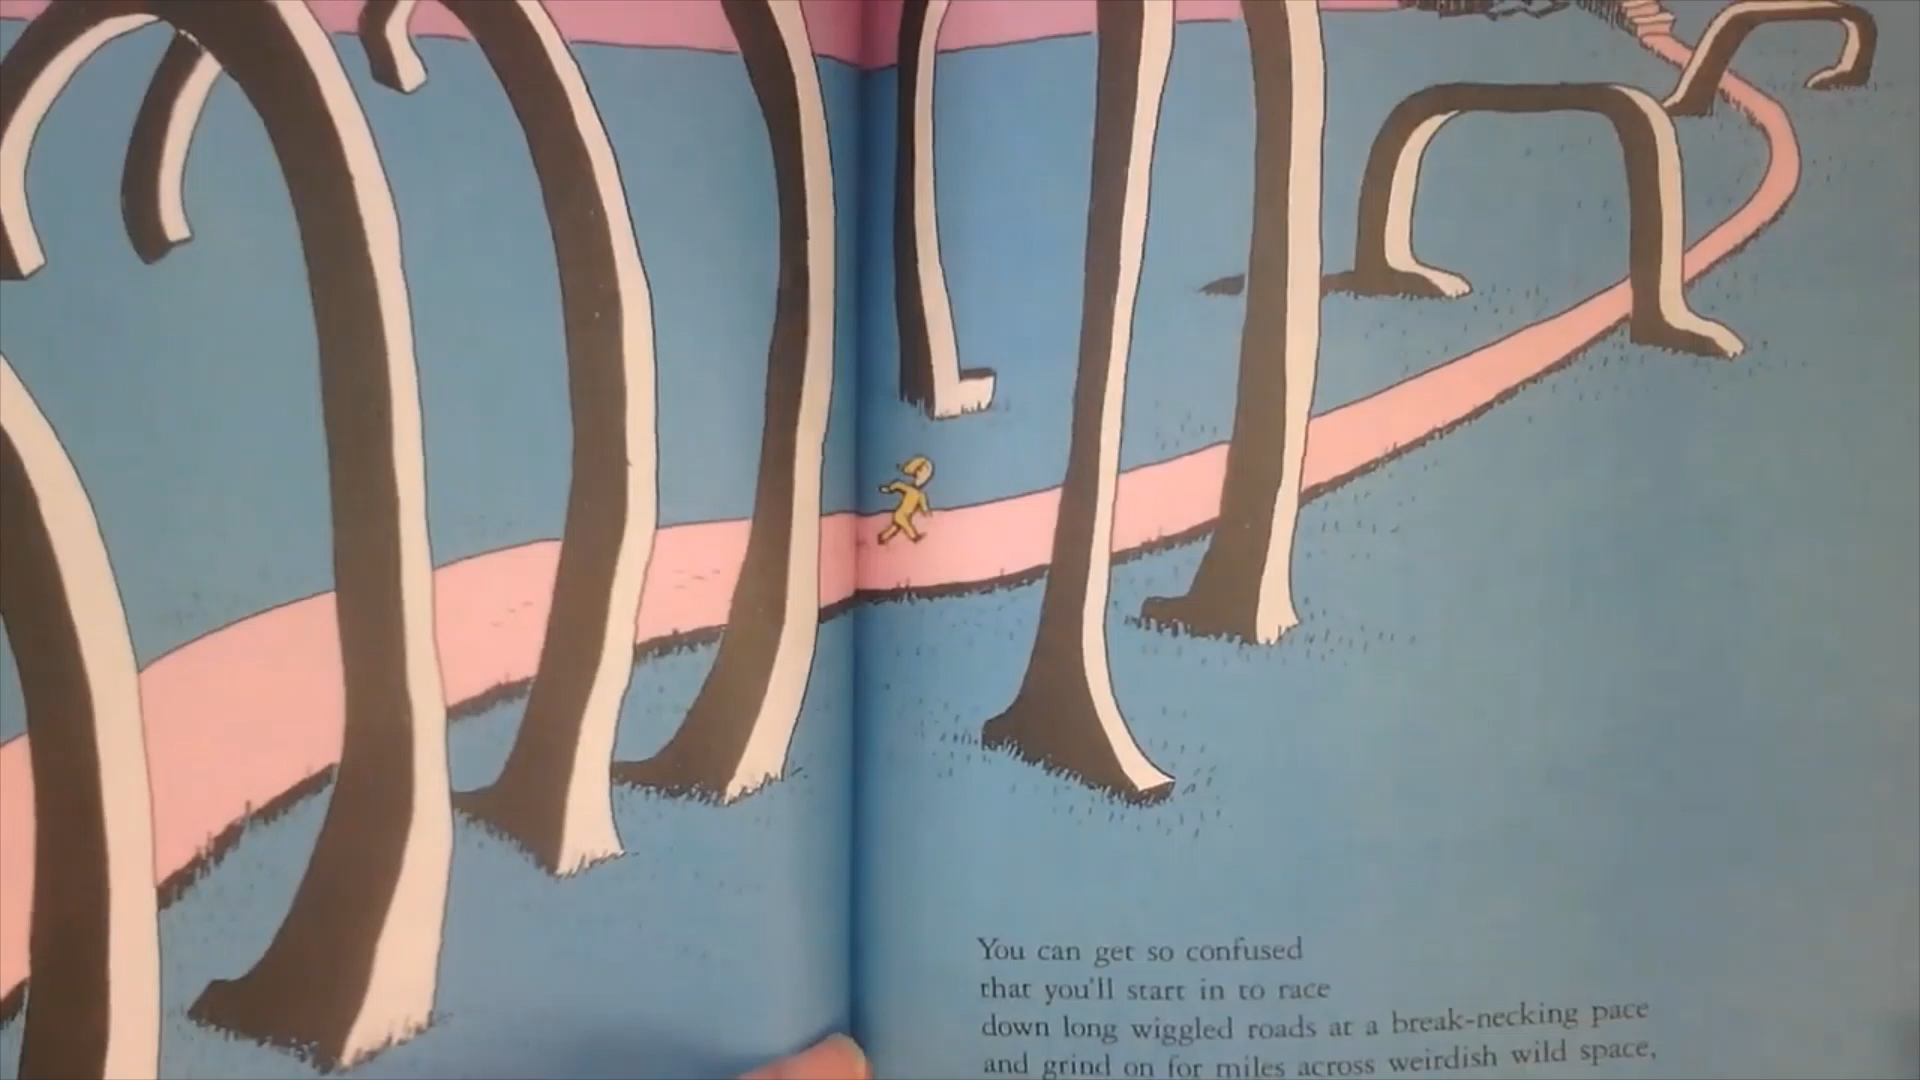 You can get so confused
that you'll start in to race
down long wiggled roads at a break-necking pace
and grind on for miles across weirdish wild space,